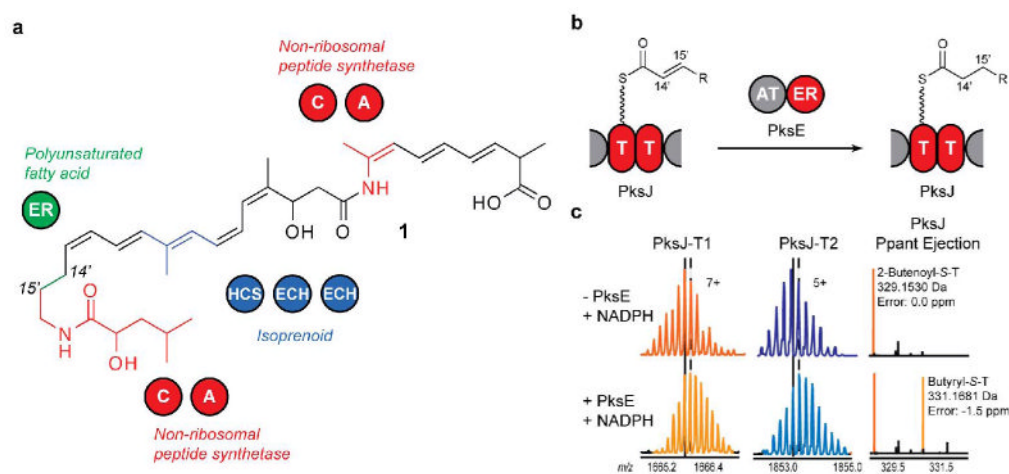 a
Non-ribosomal
peptide synthetase
C A
Polyunsaturated
fatty acid
ER
14'
15'
OH
O
N
H
1
HO
O
HCS ECH ECH
Isoprenoid
N
H
O
OH
C A
Non-ribosomal
peptide synthetase
b
O
15'
14'
R
S
T T
PksJ
AT ER
PksE
O
15'
14'
R
S
T T
PksJ
c
PksJ-T1
PksJ-T2
PksJ
Ppant Ejection
- PksE
+ NADPH
7+
5+
2-Butenoyl-S-T
329.1530 Da
Error: 0.0 ppm
+ PksE
+ NADPH
Butyryl-S-T
331.1681 Da
Error: -1.5 ppm
m/z 1665.2 1666.4 1853.0 1855.0 329.5 331.5